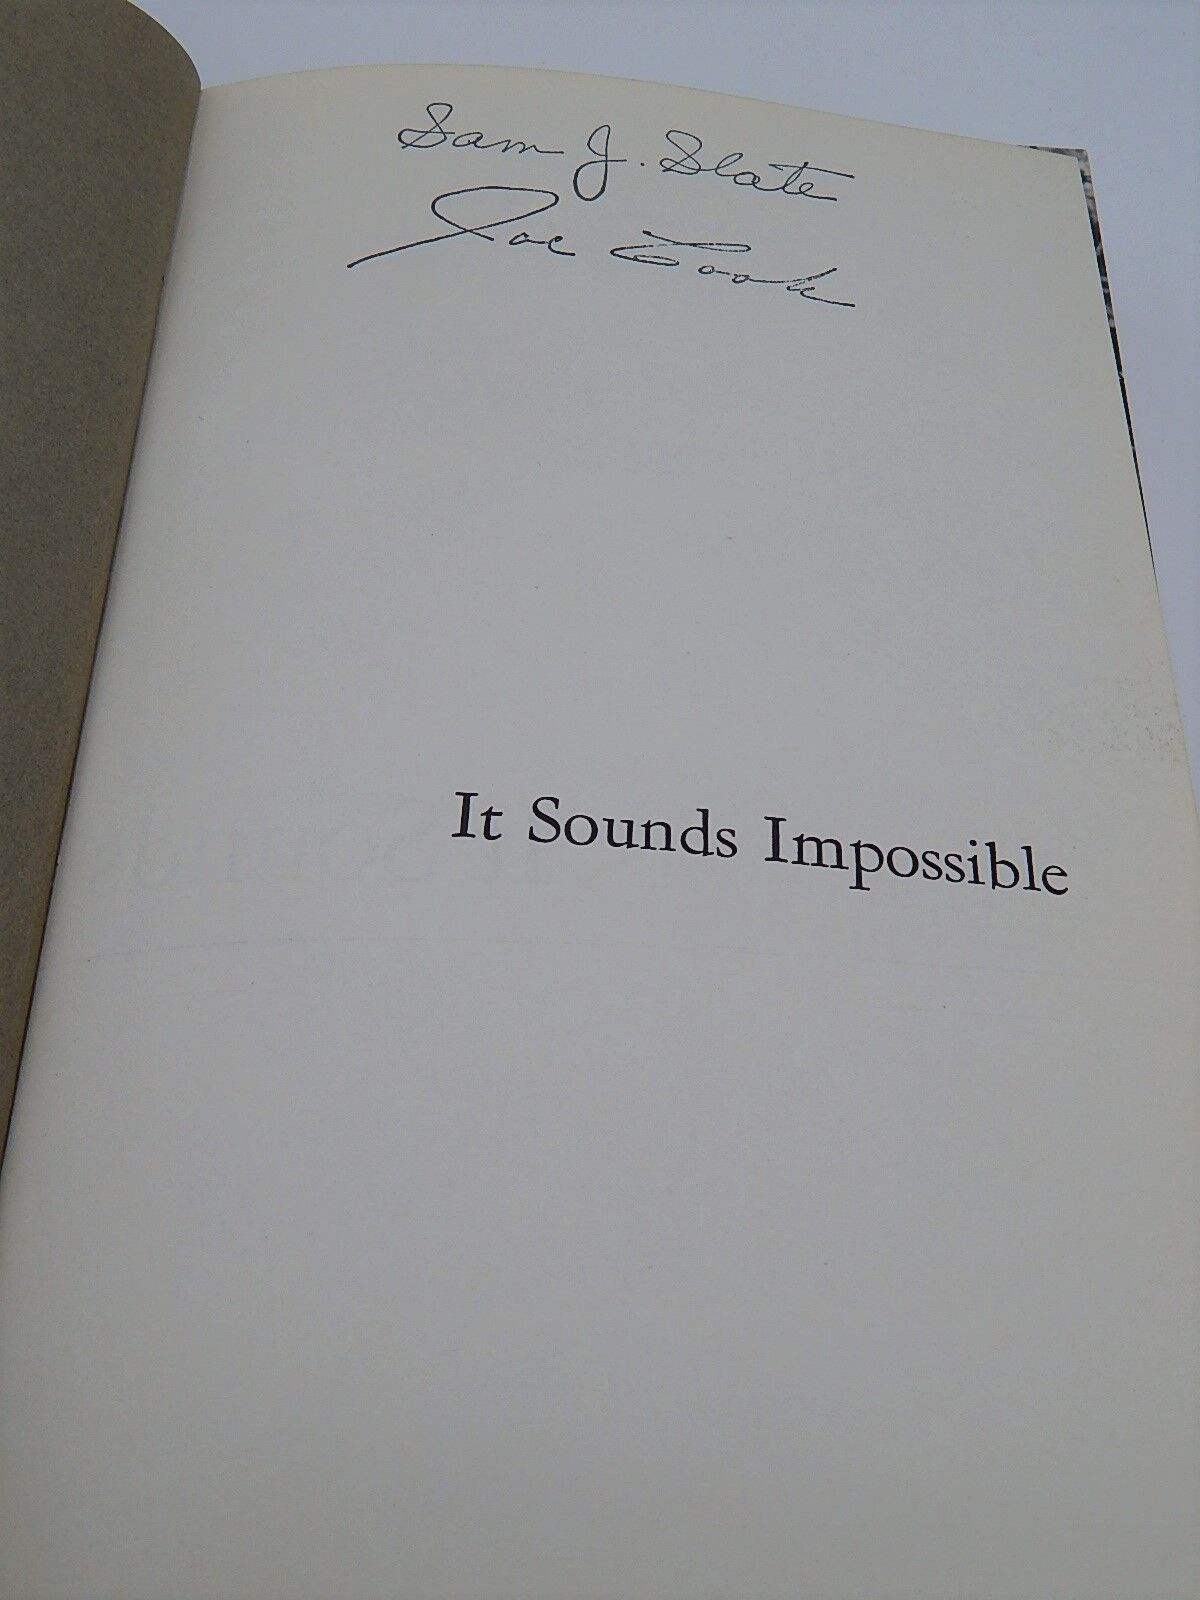 Sam J. Slate
Joe Cook
It Sounds Impossible